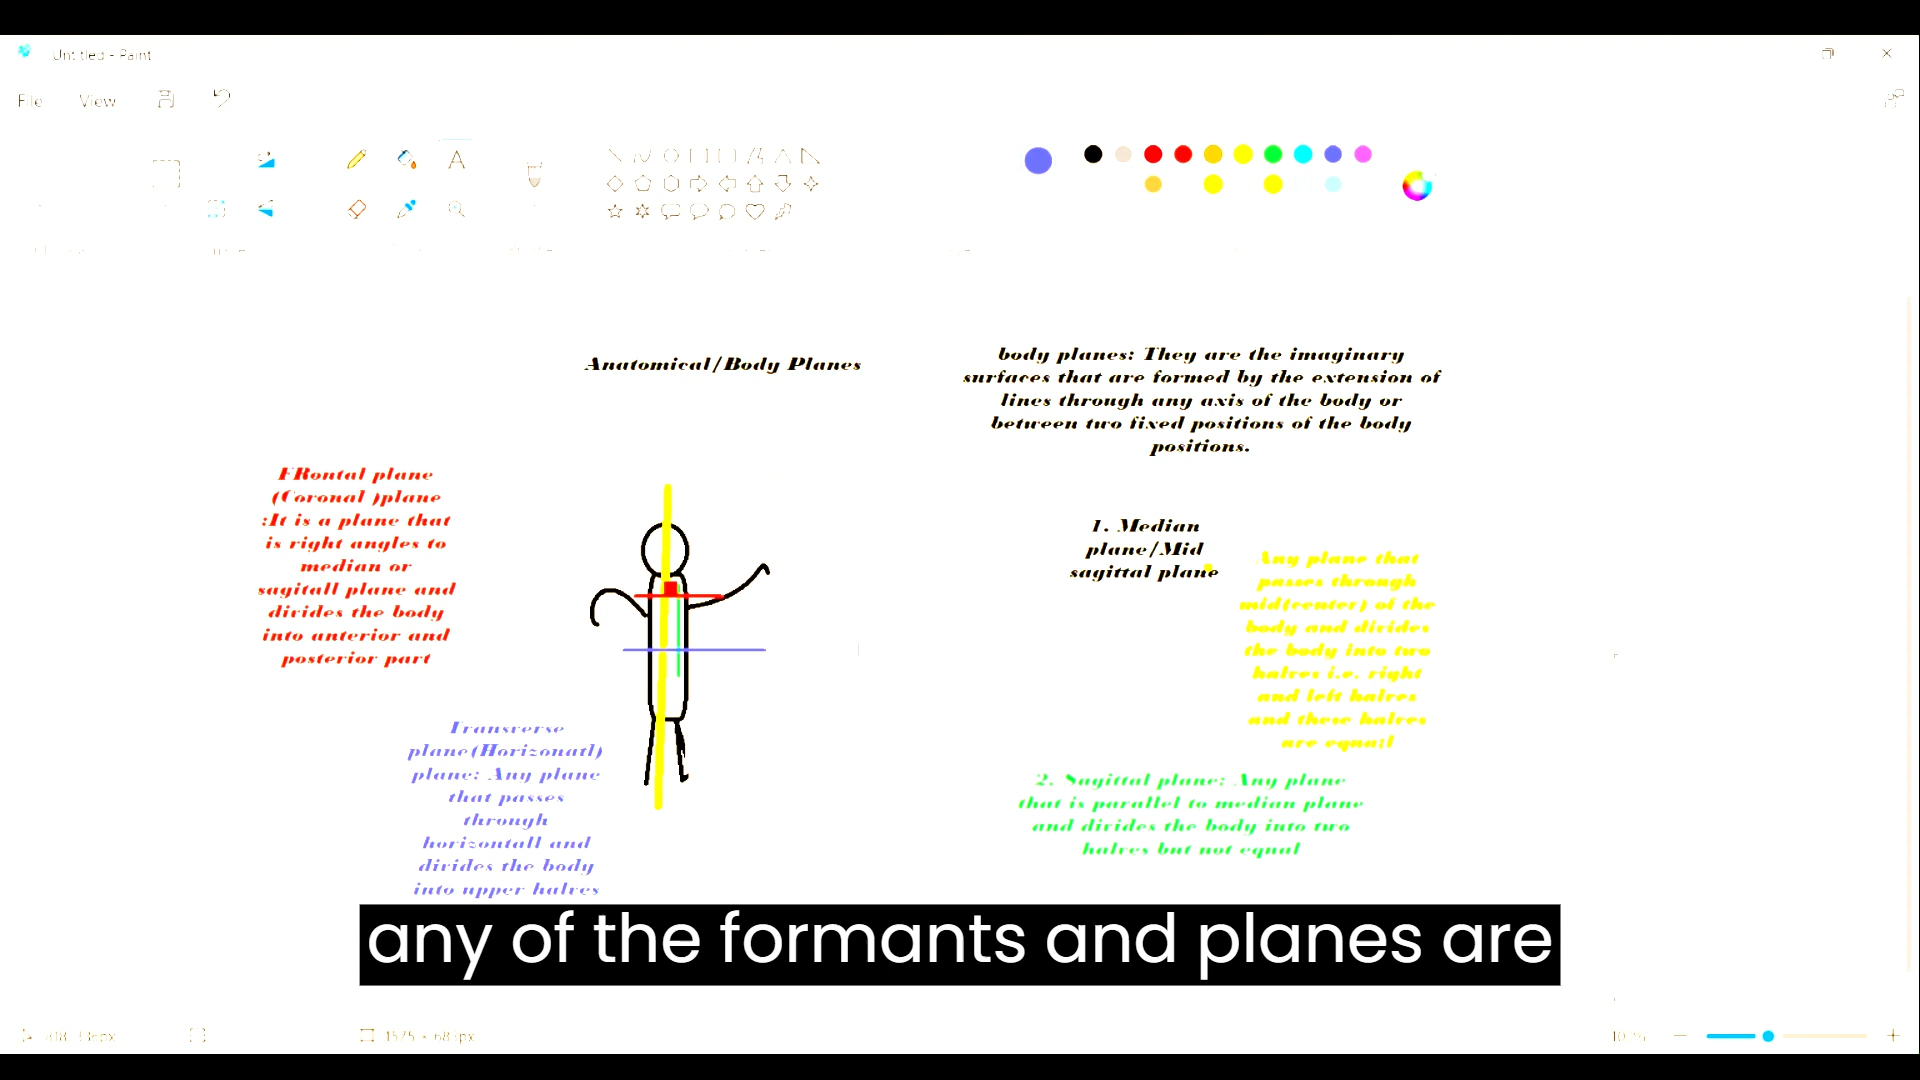 Untitled - Paint
File
View
Anatomical/Body Planes
body planes: They are the imaginary
surfaces that are formed by the extension of
lines through any axis of the body or
between two fixed positions of the body
positions.
FRontal plane
(Coronal )plane
:It is a plane that
is right angles to
median or
sagitall plane and
divides the body
into anterior and
posterior part
1. Median
plane/Mid
sagittal plane
Any plane that
passes through
mid(center) of the
body and divides
the body into two
halves i.e. right
and left halves
and these halves
are equa;l
Transverse
plane(Horizonatl)
plane: Any plane
that passes
through
horizontall and
divides the body
into upper halves
2. Sagittal plane: Any plane
that is parallel to median plane
and divides the body into two
halves but not equal
any of the formants and planes are